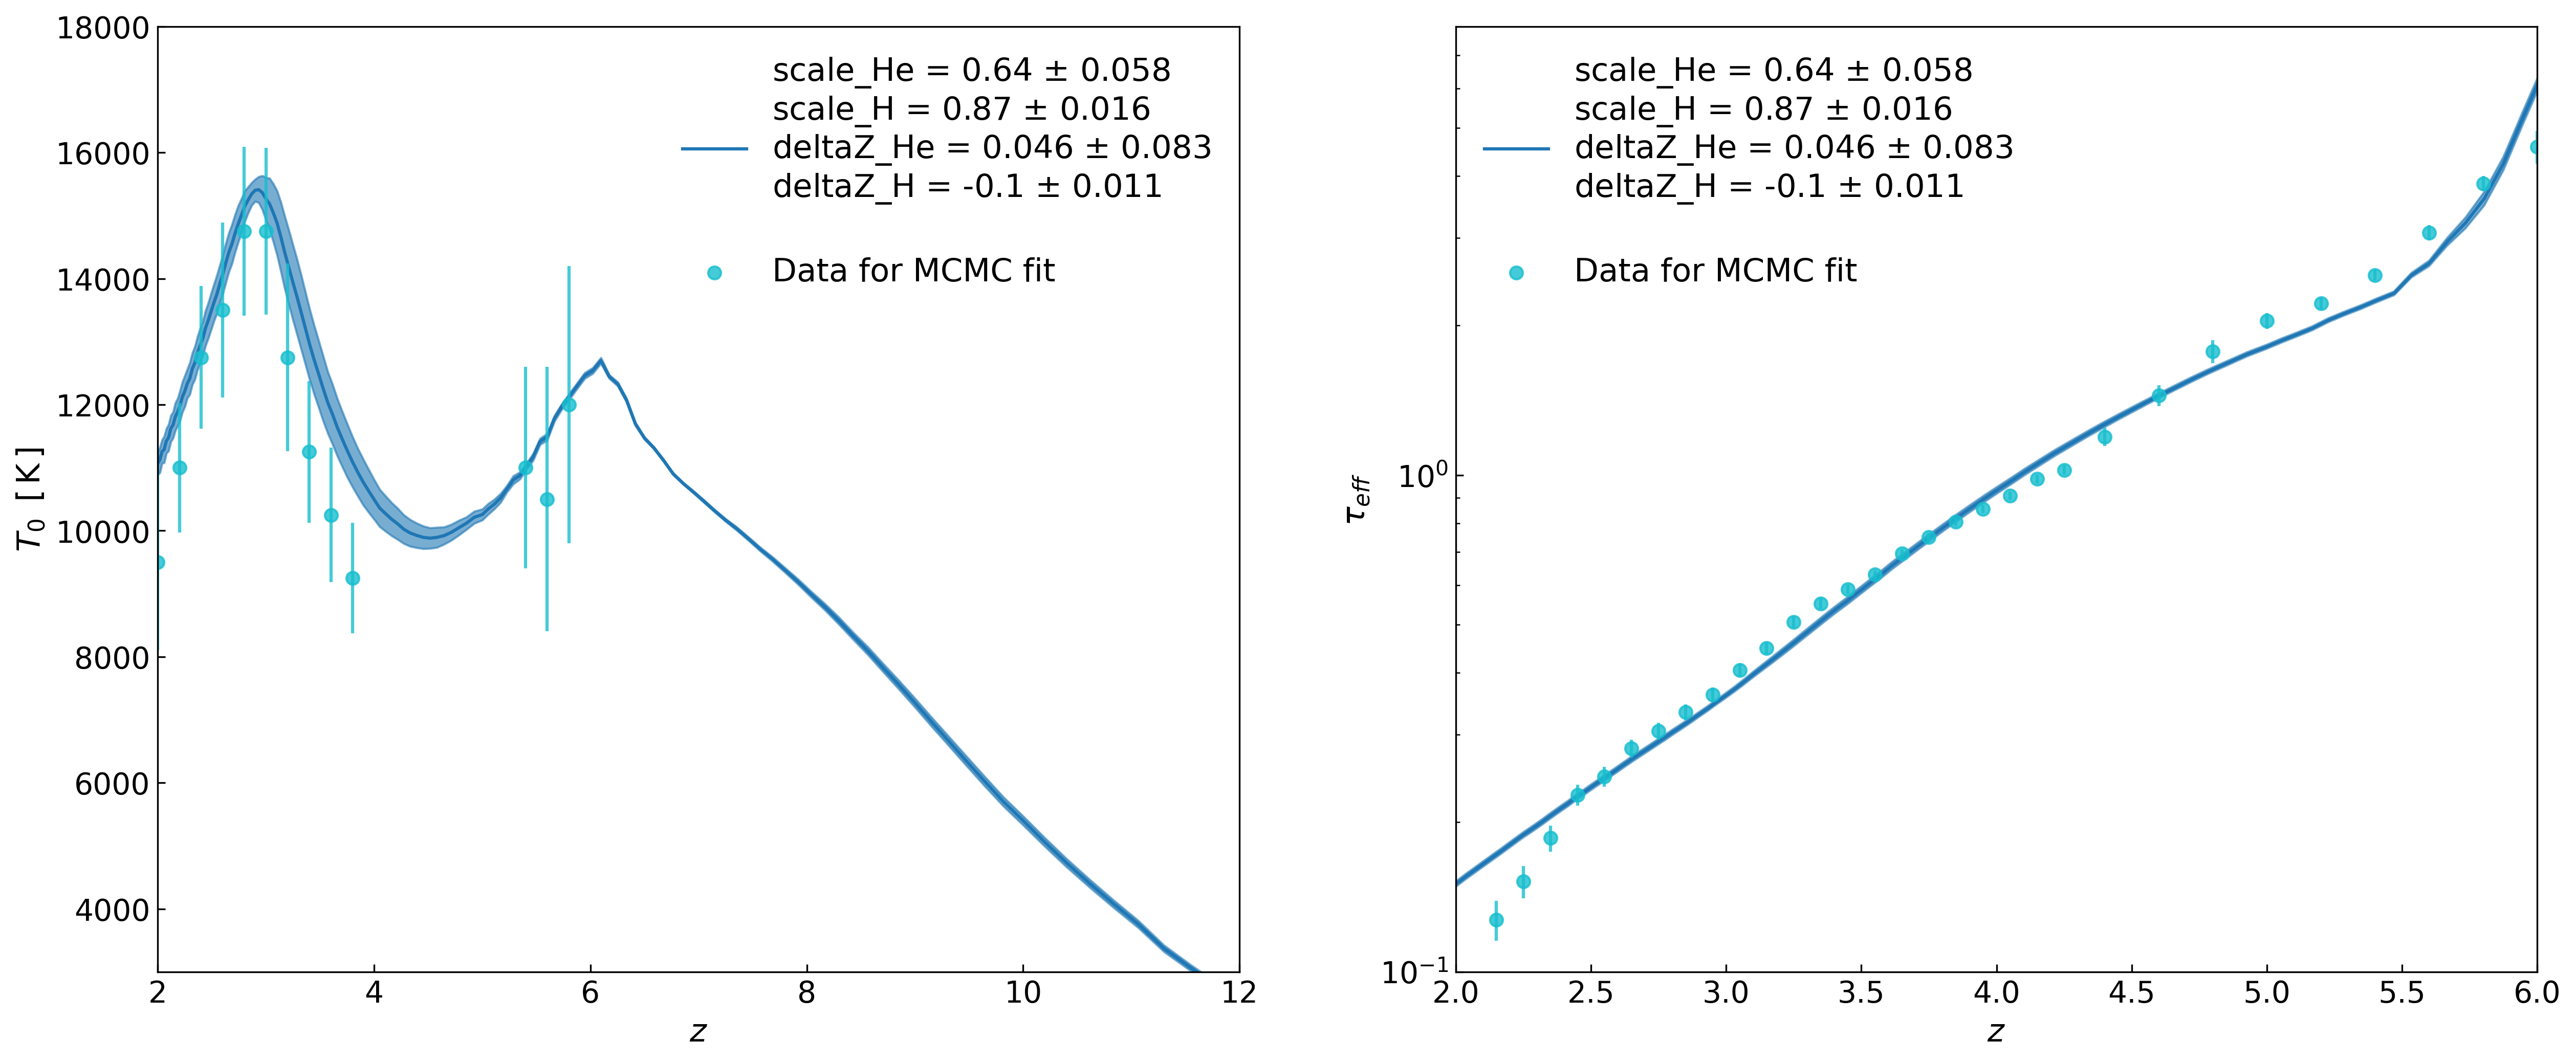 18000
16000
14000
12000
10000
8000
6000
4000
T₀ [ K ]
scale_He = 0.64 ± 0.058
scale_H = 0.87 ± 0.016
deltaZ_He = 0.046 ± 0.083
deltaZ_H = -0.1 ± 0.011
Data for MCMC fit
2 4 6 8 10 12
z
10⁰
10⁻¹
τ_eff
scale_He = 0.64 ± 0.058
scale_H = 0.87 ± 0.016
deltaZ_He = 0.046 ± 0.083
deltaZ_H = -0.1 ± 0.011
Data for MCMC fit
2.0 2.5 3.0 3.5 4.0 4.5 5.0 5.5 6.0
z